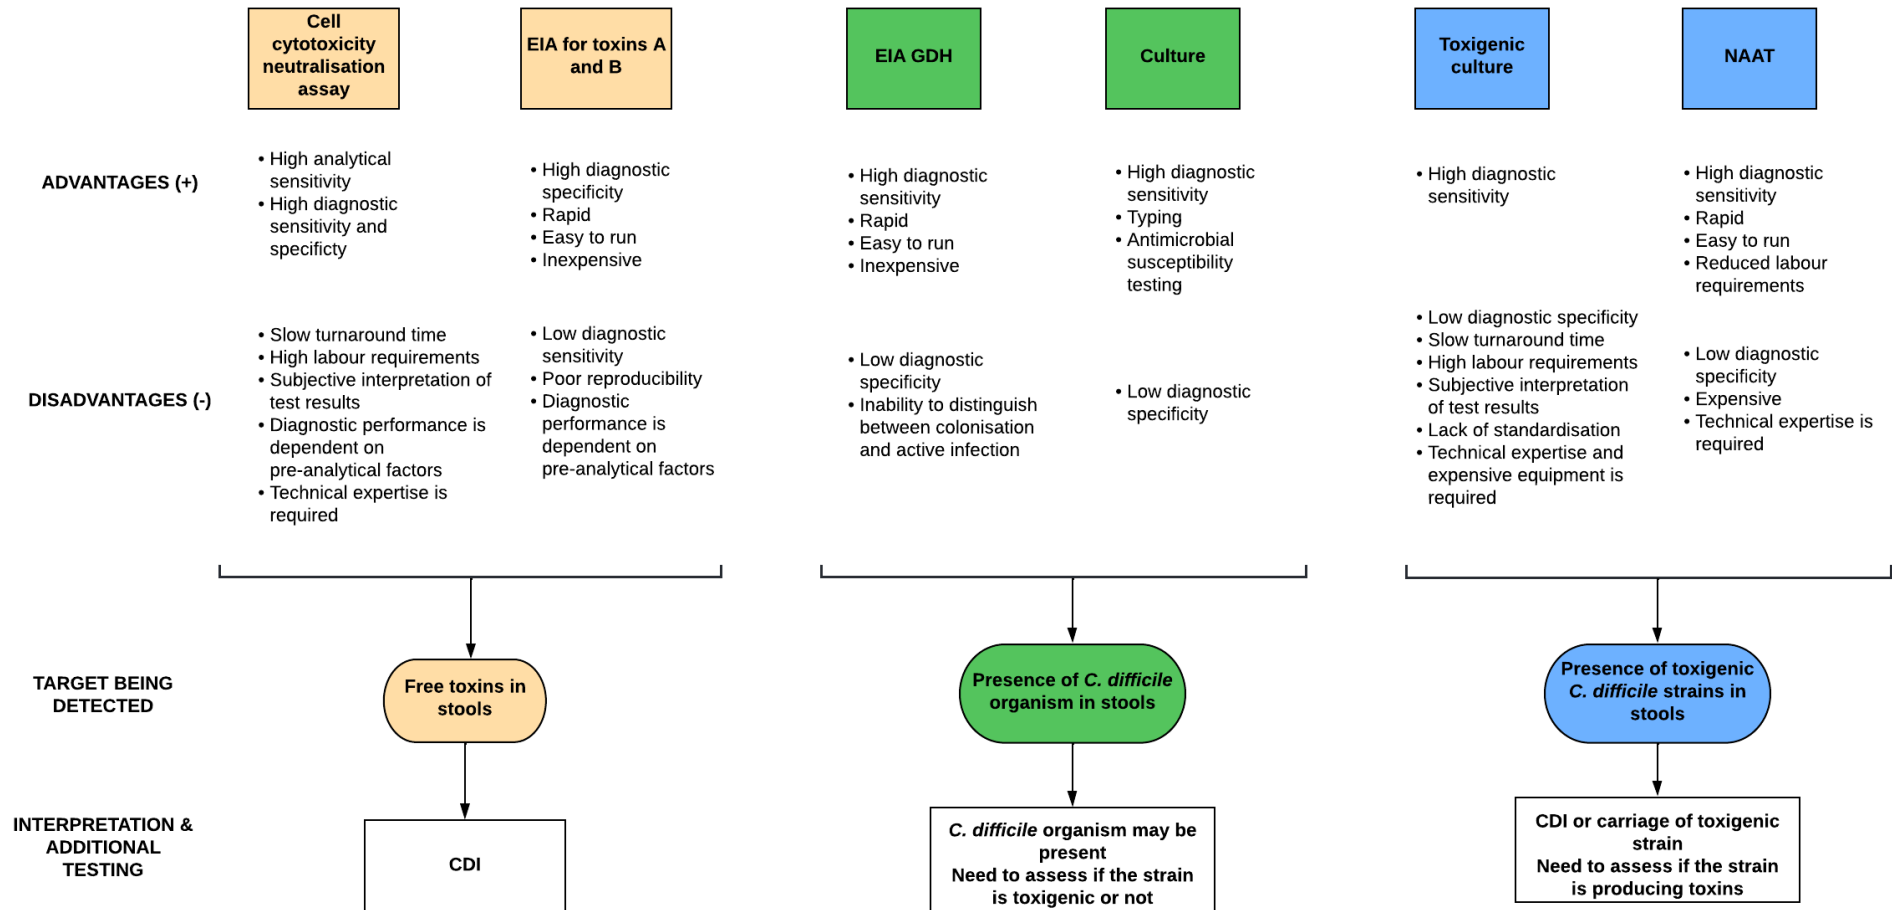 Cell
cytotoxicity
neutralisation
assay
EIA for toxins A
and B
EIA GDH
Culture
Toxigenic
culture
NAAT
ADVANTAGES (+)
• High analytical
sensitivity
• High diagnostic
sensitivity and
specificty
• High diagnostic
specificity
• Rapid
• Easy to run
• Inexpensive
• High diagnostic
sensitivity
• Rapid
• Easy to run
• Inexpensive
• High diagnostic
sensitivity
• Typing
• Antimicrobial
susceptibility
testing
• High diagnostic
sensitivity
• High diagnostic
sensitivity
• Rapid
• Easy to run
• Reduced labour
requirements
DISADVANTAGES (-)
• Slow turnaround time
• High labour requirements
• Subjective interpretation of
test results
• Diagnostic performance is
dependent on
pre-analytical factors
• Technical expertise is
required
• Low diagnostic
sensitivity
• Poor reproducibility
• Diagnostic
performance is
dependent on
pre-analytical factors
• Low diagnostic
specificity
• Inability to distinguish
between colonisation
and active infection
• Low diagnostic
specificity
• Low diagnostic specificity
• Slow turnaround time
• High labour requirements
• Subjective interpretation
of test results
• Lack of standardisation
• Technical expertise and
expensive equipment is
required
• Low diagnostic
specificity
• Expensive
• Technical expertise is
required
TARGET BEING
DETECTED
Free toxins in
stools
Presence of C. difficile
organism in stools
Presence of toxigenic
C. difficile strains in
stools
INTERPRETATION &
ADDITIONAL
TESTING
CDI
C. difficile organism may be
present
Need to assess if the strain
is toxigenic or not
CDI or carriage of toxigenic
strain
Need to assess if the strain
is producing toxins